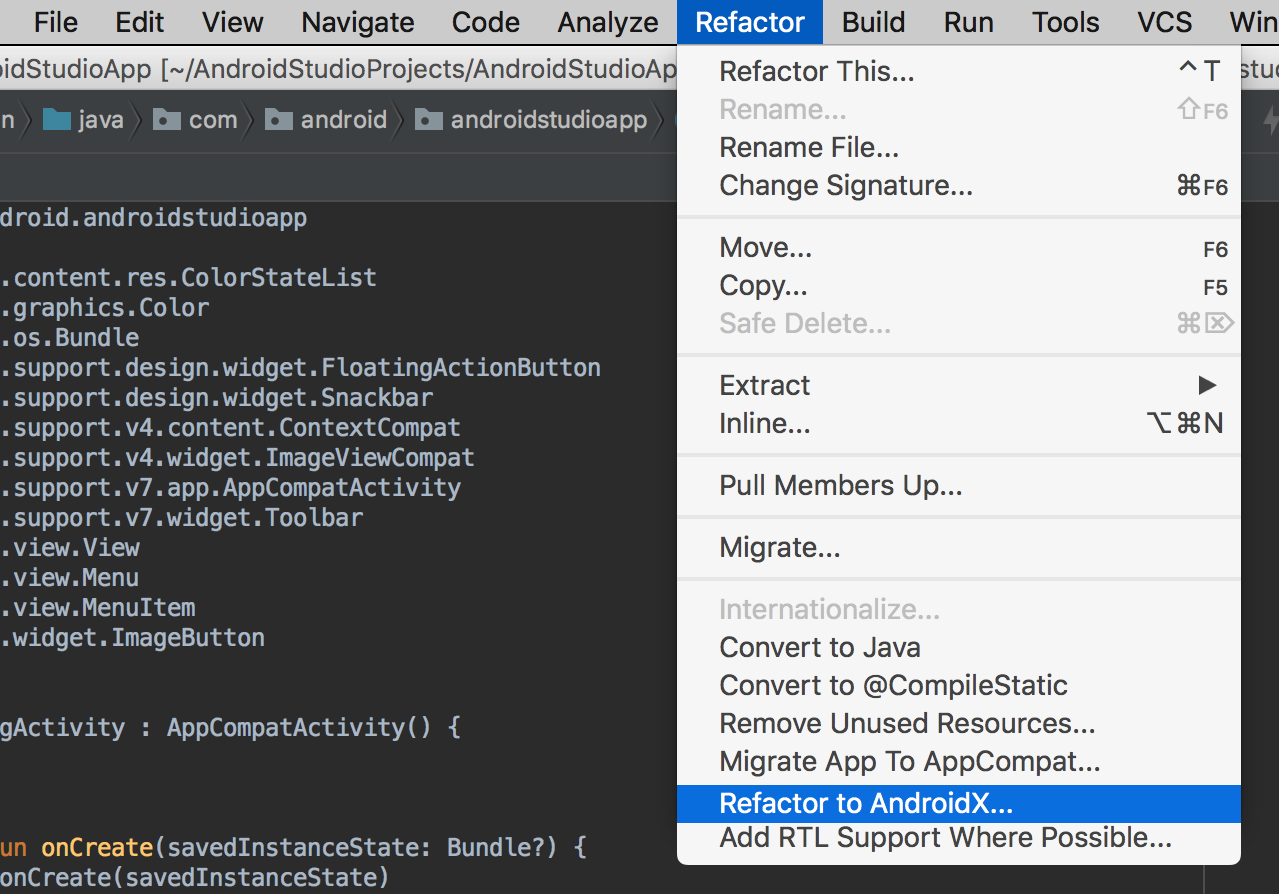 File Edit View Navigate Code Analyze Refactor Build Run Tools VCS Win
idStudioApp [~/AndroidStudioProjects/AndroidStudioAp
stud
n java com android androidstudioapp
Refactor This... ^ T
Rename... ⇧F6
Rename File...
Change Signature... ⌘F6
Move... F6
Copy... F5
Safe Delete... ⌘⌦
Extract ▶
Inline... ⌥⌘N
Pull Members Up...
Migrate...
Internationalize...
Convert to Java
Convert to @CompileStatic
Remove Unused Resources...
Migrate App To AppCompat...
Refactor to AndroidX...
Add RTL Support Where Possible...
droid.androidstudioapp
.content.res.ColorStateList
.graphics.Color
.os.Bundle
.support.design.widget.FloatingActionButton
.support.design.widget.Snackbar
.support.v4.content.ContextCompat
.support.v4.widget.ImageViewCompat
.support.v7.app.AppCompatActivity
.support.v7.widget.Toolbar
.view.View
.view.Menu
.view.MenuItem
.widget.ImageButton
gActivity : AppCompatActivity() {
un onCreate(savedInstanceState: Bundle?) {
onCreate(savedInstanceState)